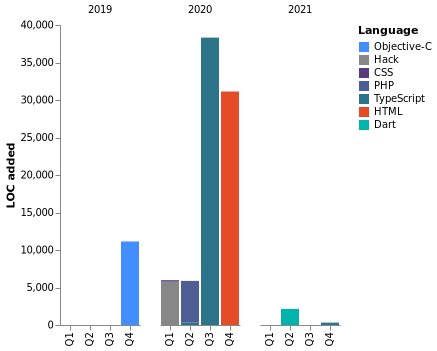 2019 2020 2021
Language
Objective-C
Hack
CSS
PHP
TypeScript
HTML
Dart
LOC added
40,000
35,000
30,000
25,000
20,000
15,000
10,000
5,000
0
Q1 Q2 Q3 Q4 Q1 Q2 Q3 Q4 Q1 Q2 Q3 Q4